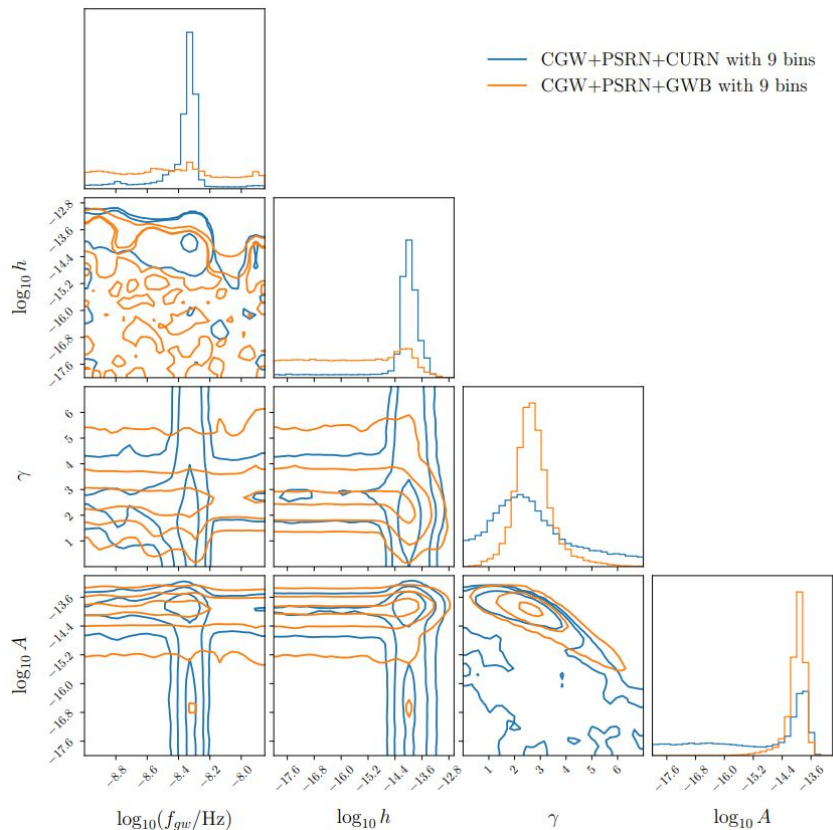 CGW+PSRN+CURN with 9 bins
CGW+PSRN+GWB with 9 bins
−12.8
−13.6
−14.4
−15.2
−16.0
−16.8
−17.6
log₁₀ h
6
5
4
3
2
1
γ
−13.6
−14.4
−15.2
−16.0
−16.8
−17.6
log₁₀ A
−8.8 −8.6 −8.4 −8.2 −8.0
−17.6 −16.8 −16.0 −15.2 −14.4 −13.6 −12.8
1 2 3 4 5 6
−17.6 −16.8 −16.0 −15.2 −14.4 −13.6
log₁₀(f_gw/Hz) log₁₀ h γ log₁₀ A